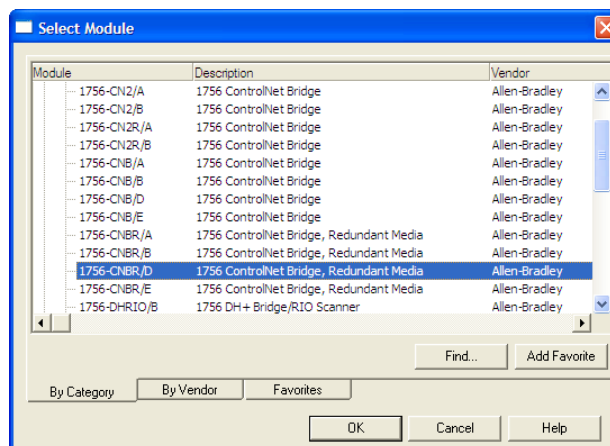 Select Module
Module Description Vendor
1756-CN2/A 1756 ControlNet Bridge Allen-Bradley
1756-CN2/B 1756 ControlNet Bridge Allen-Bradley
1756-CN2R/A 1756 ControlNet Bridge Allen-Bradley
1756-CN2R/B 1756 ControlNet Bridge Allen-Bradley
1756-CNB/A 1756 ControlNet Bridge Allen-Bradley
1756-CNB/B 1756 ControlNet Bridge Allen-Bradley
1756-CNB/D 1756 ControlNet Bridge Allen-Bradley
1756-CNB/E 1756 ControlNet Bridge Allen-Bradley
1756-CNBR/A 1756 ControlNet Bridge, Redundant Media Allen-Bradley
1756-CNBR/B 1756 ControlNet Bridge, Redundant Media Allen-Bradley
1756-CNBR/D 1756 ControlNet Bridge, Redundant Media Allen-Bradley
1756-CNBR/E 1756 ControlNet Bridge, Redundant Media Allen-Bradley
1756-DHRIO/B 1756 DH+ Bridge/RIO Scanner Allen-Bradley
Find... Add Favorite
By Category By Vendor Favorites
OK Cancel Help